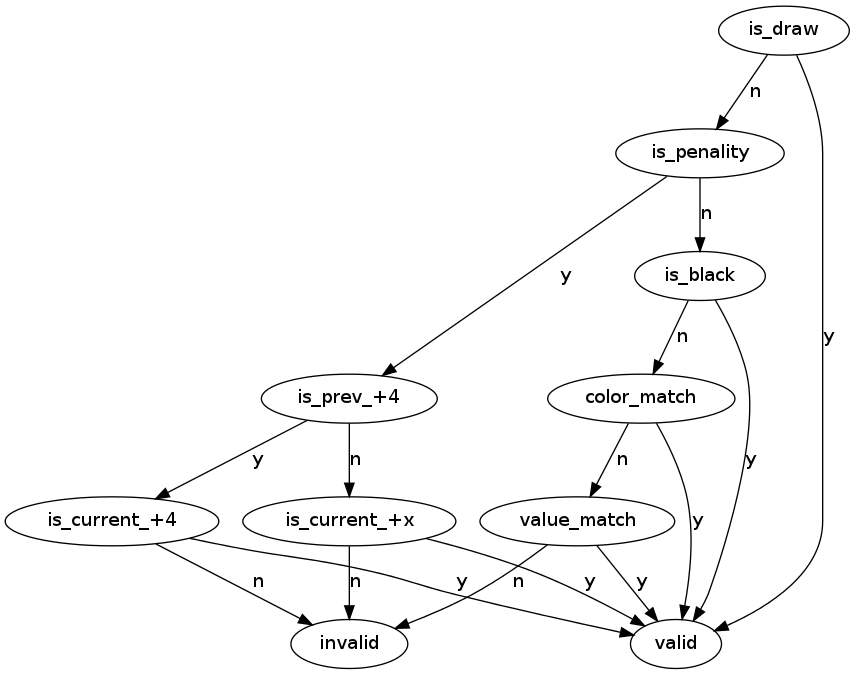 is_draw
n
is_penality
n
y
is_black
y
n
is_prev_+4
color_match
y
n
n
y
is_current_+4
is_current_+x
value_match
y
n
n
y
n
y
y
invalid
valid